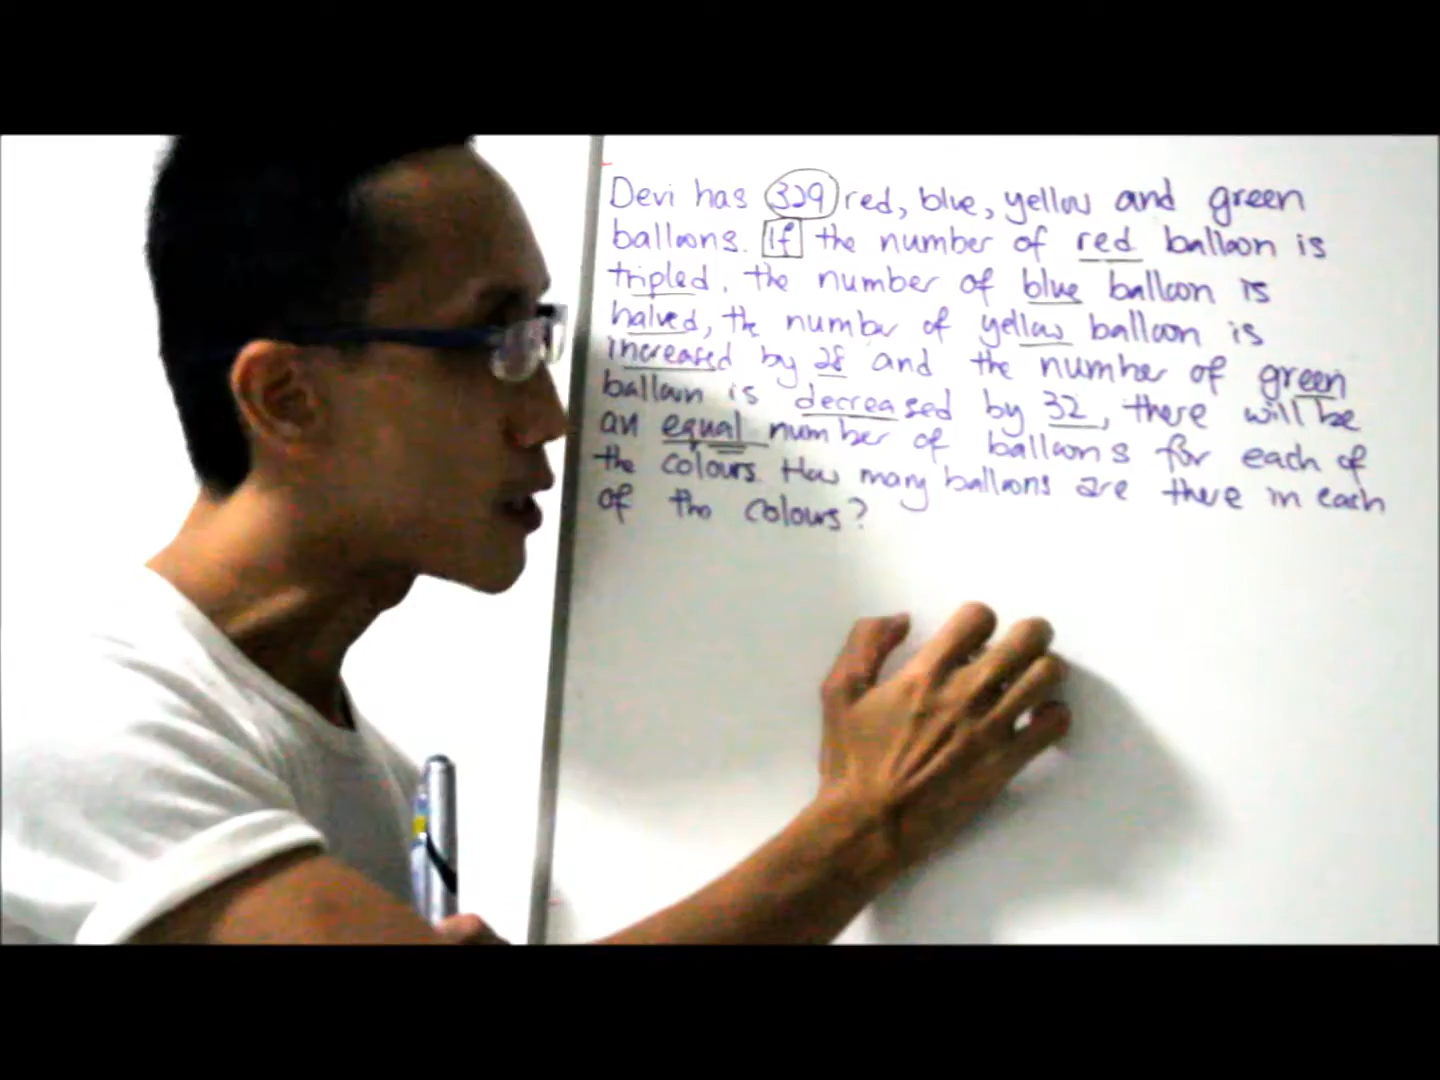 Devi has 329 red, blue, yellow and green
balloons. If the number of red balloon is
tripled, the number of blue balloon is
halved, the number of yellow balloon is
increased by 28 and the number of green
balloon is decreased by 32, there will be
an equal number of balloons for each of
the colours. How many balloons are there in each
of the colours?